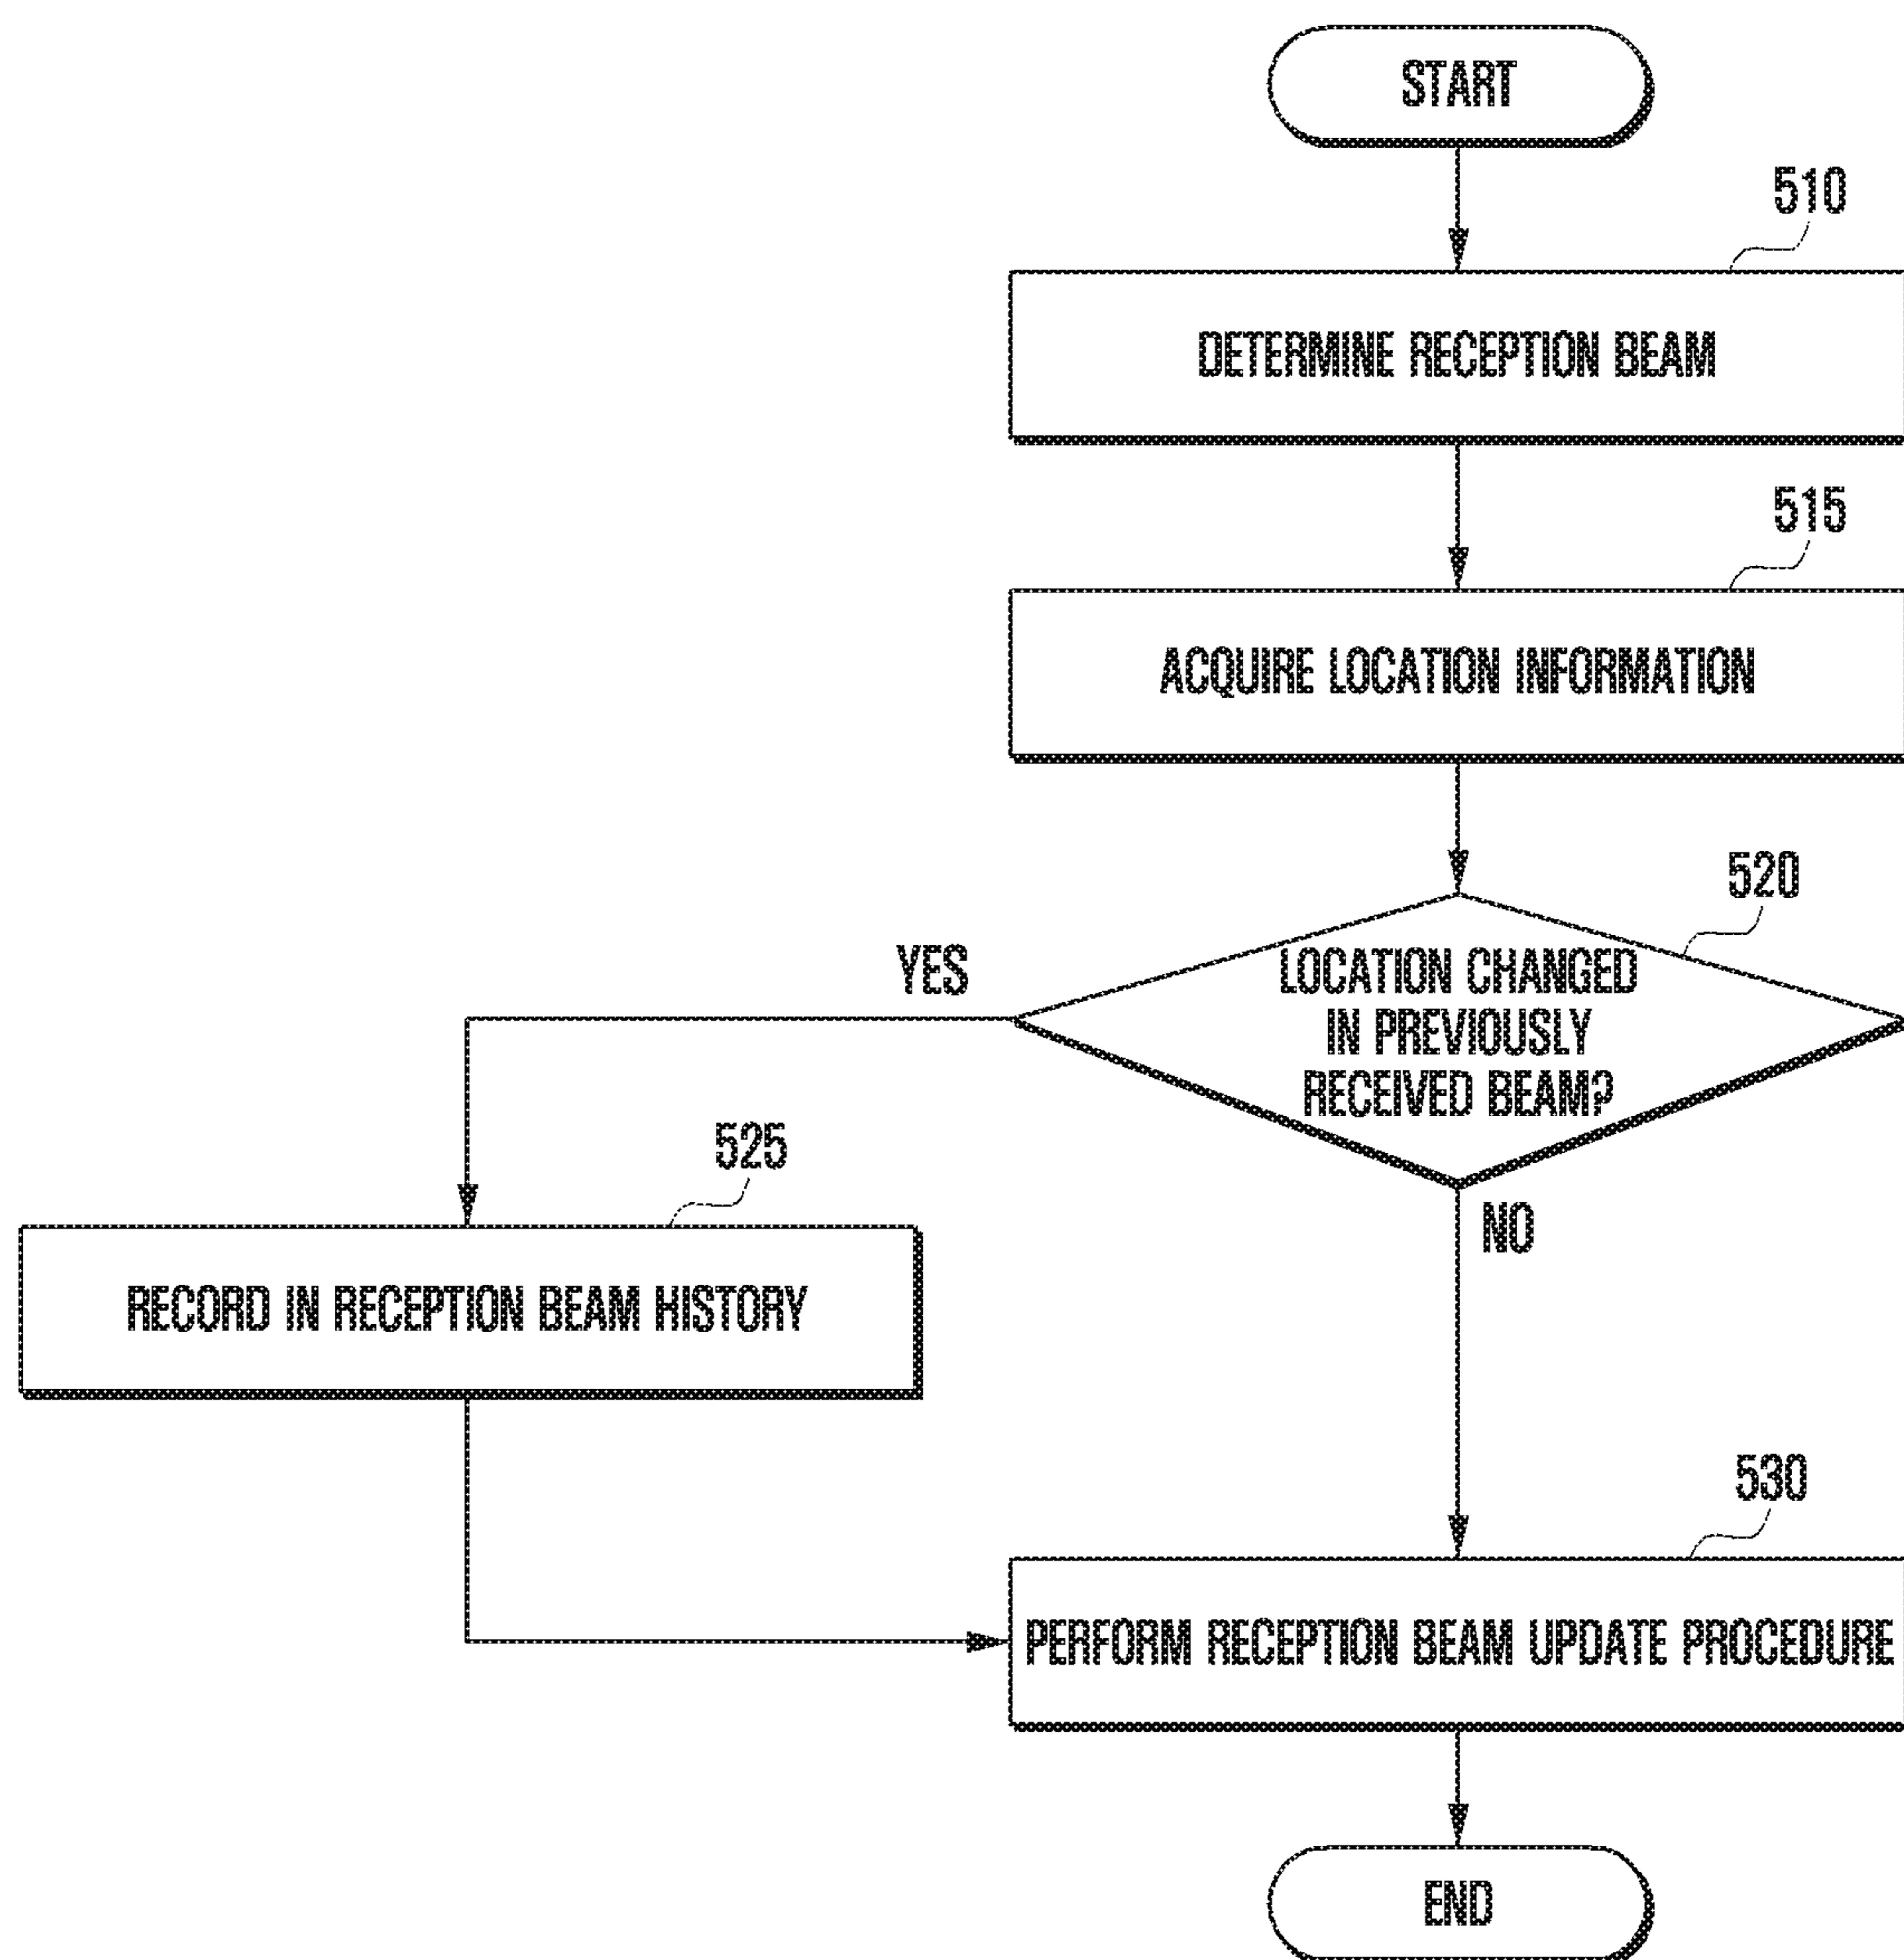 START
510
DETERMINE RECEPTION BEAM
515
ACQUIRE LOCATION INFORMATION
520
LOCATION CHANGED
IN PREVIOUSLY
RECEIVED BEAM?
YES
NO
525
RECORD IN RECEPTION BEAM HISTORY
530
PERFORM RECEPTION BEAM UPDATE PROCEDURE
END